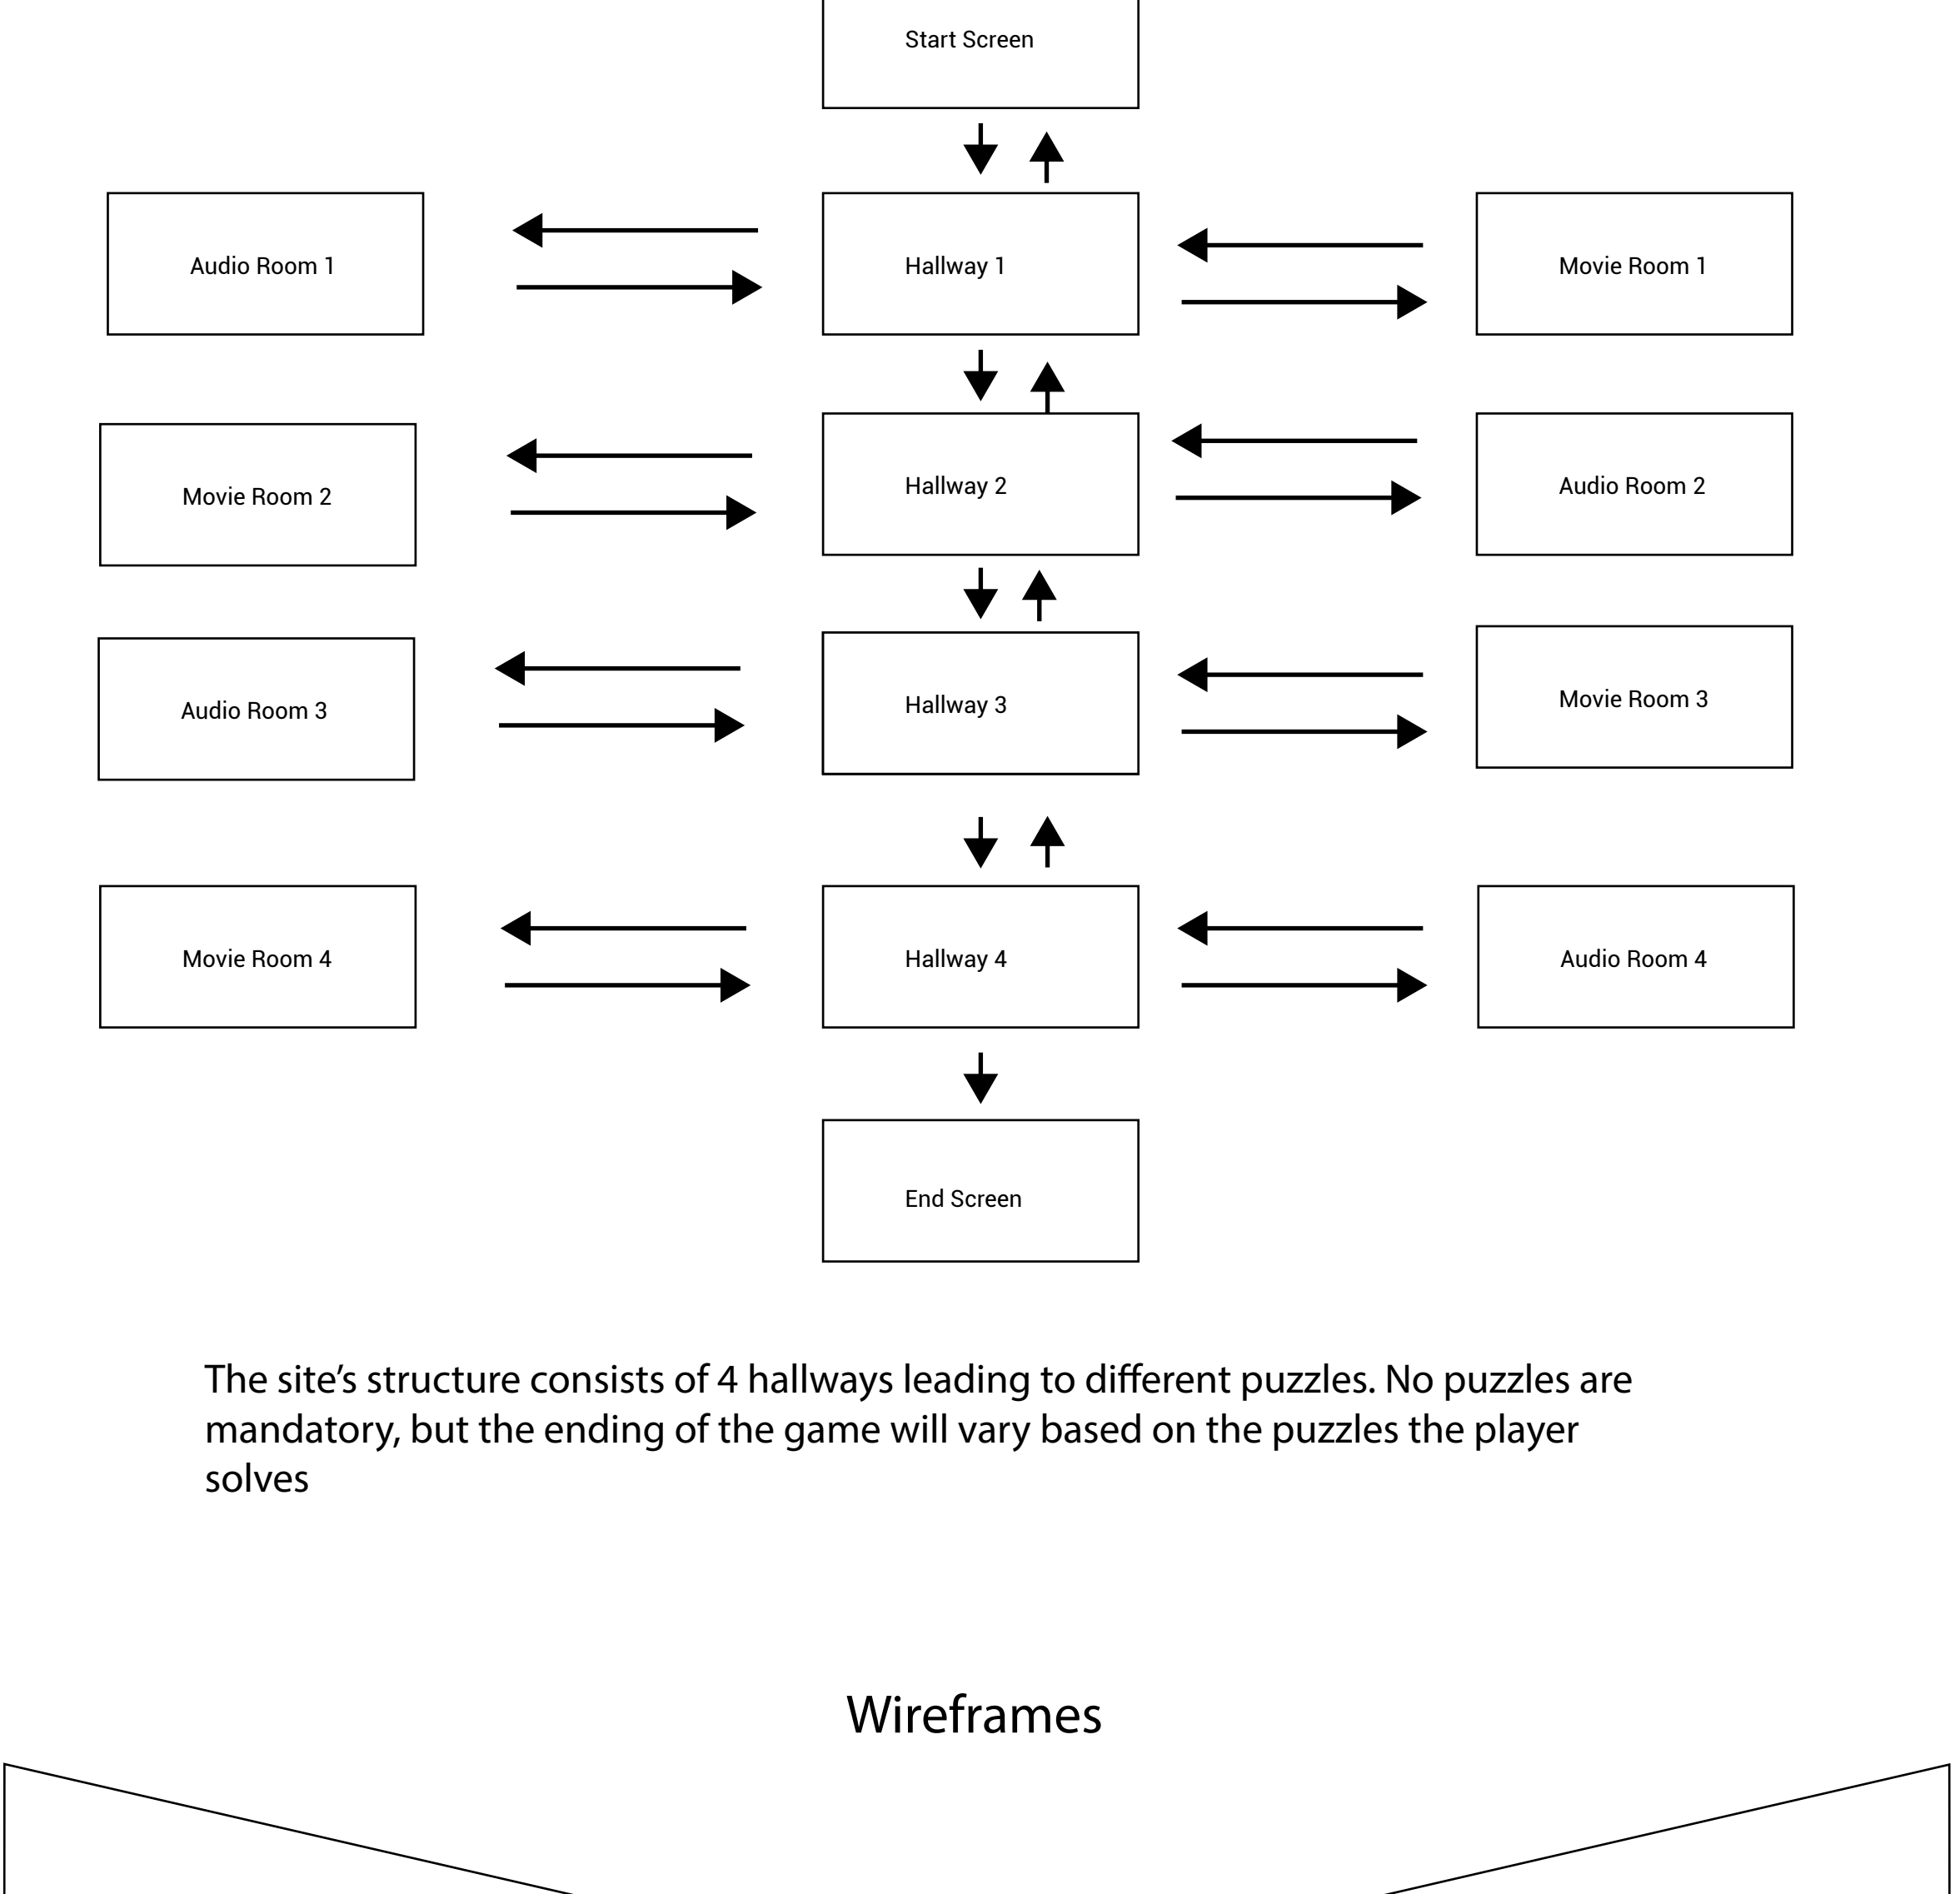 Start Screen
Audio Room 1
Hallway 1
Movie Room 1
Movie Room 2
Hallway 2
Audio Room 2
Audio Room 3
Hallway 3
Movie Room 3
Movie Room 4
Hallway 4
Audio Room 4
End Screen
The site’s structure consists of 4 hallways leading to different puzzles. No puzzles are
mandatory, but the ending of the game will vary based on the puzzles the player
solves
Wireframes